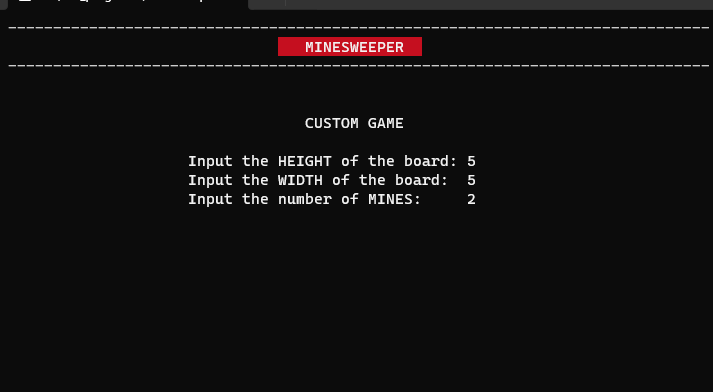 MINESWEEPER
CUSTOM GAME
Input the HEIGHT of the board: 5
Input the WIDTH of the board: 5
Input the number of MINES: 2